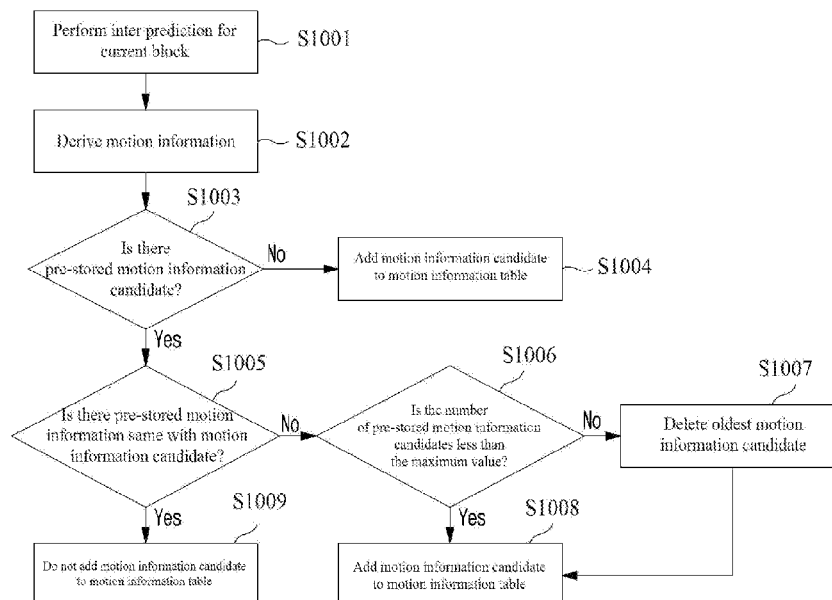 Perform inter prediction for
current block
S1001
Derive motion information
S1002
S1003
Is there
pre-stored motion information
candidate?
No
Add motion information candidate
to motion information table
S1004
Yes
S1005
Is there pre-stored motion
information same with motion
information candidate?
No
S1006
Is the number
of pre-stored motion information
candidates less than
the maximum value?
No
S1007
Delete oldest motion
information candidate
Yes
S1009
Do not add motion information candidate
to motion information table
Yes
S1008
Add motion information candidate
to motion information table